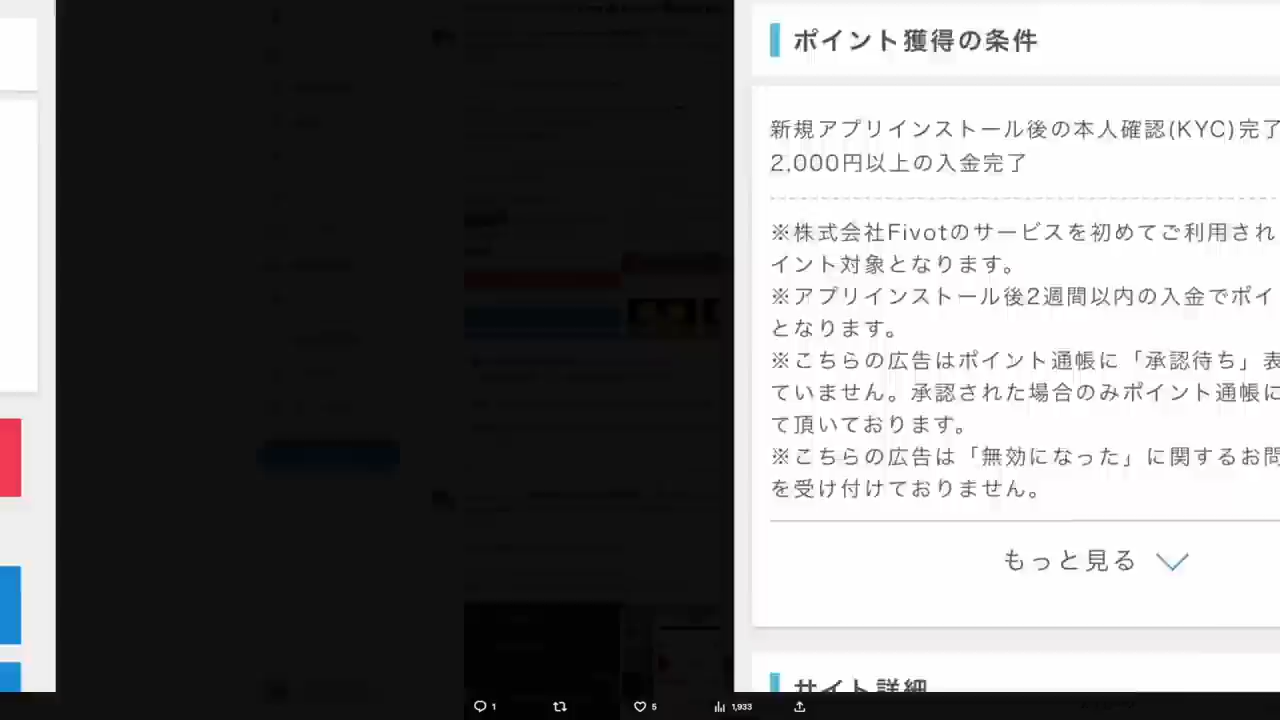 ポイント獲得の条件
新規アプリインストール後の本人確認(KYC)完了
2,000円以上の入金完了
※株式会社Fivotのサービスを初めてご利用され
イント対象となります。
※アプリインストール後2週間以内の入金でポイ
となります。
※こちらの広告はポイント通帳に「承認待ち」表
ていません。承認された場合のみポイント通帳に
て頂いております。
※こちらの広告は「無効になった」に関するお問
を受け付けておりません。
もっと見る
サイト詳細
1
5
1,933